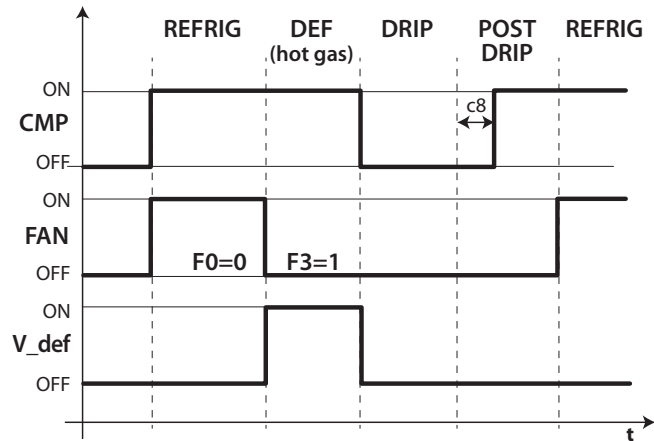 REFRIG DEF DRIP POST REFRIG
(hot gas) DRIP
ON
c8
CMP
OFF
ON
FAN
F0=0 F3=1
OFF
ON
V_def
OFF
t